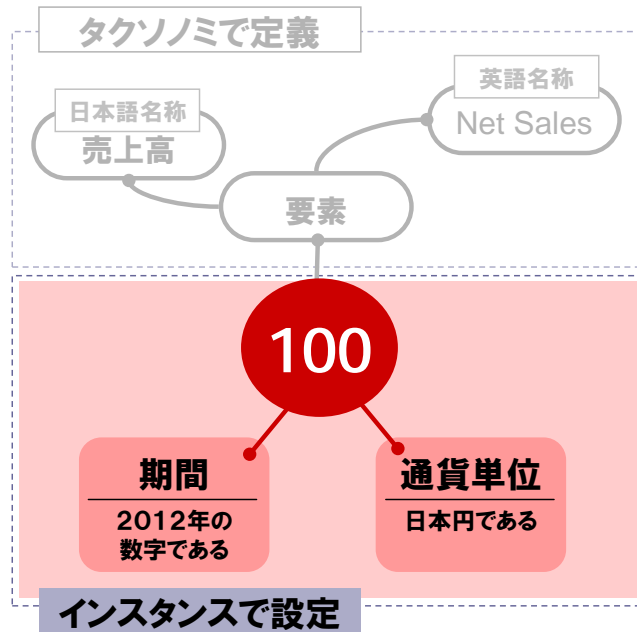 タクソノミで定義
英語名称
Net Sales
日本語名称
売上高
要素
100
期間
2012年の
数字である
通貨単位
日本円である
インスタンスで設定